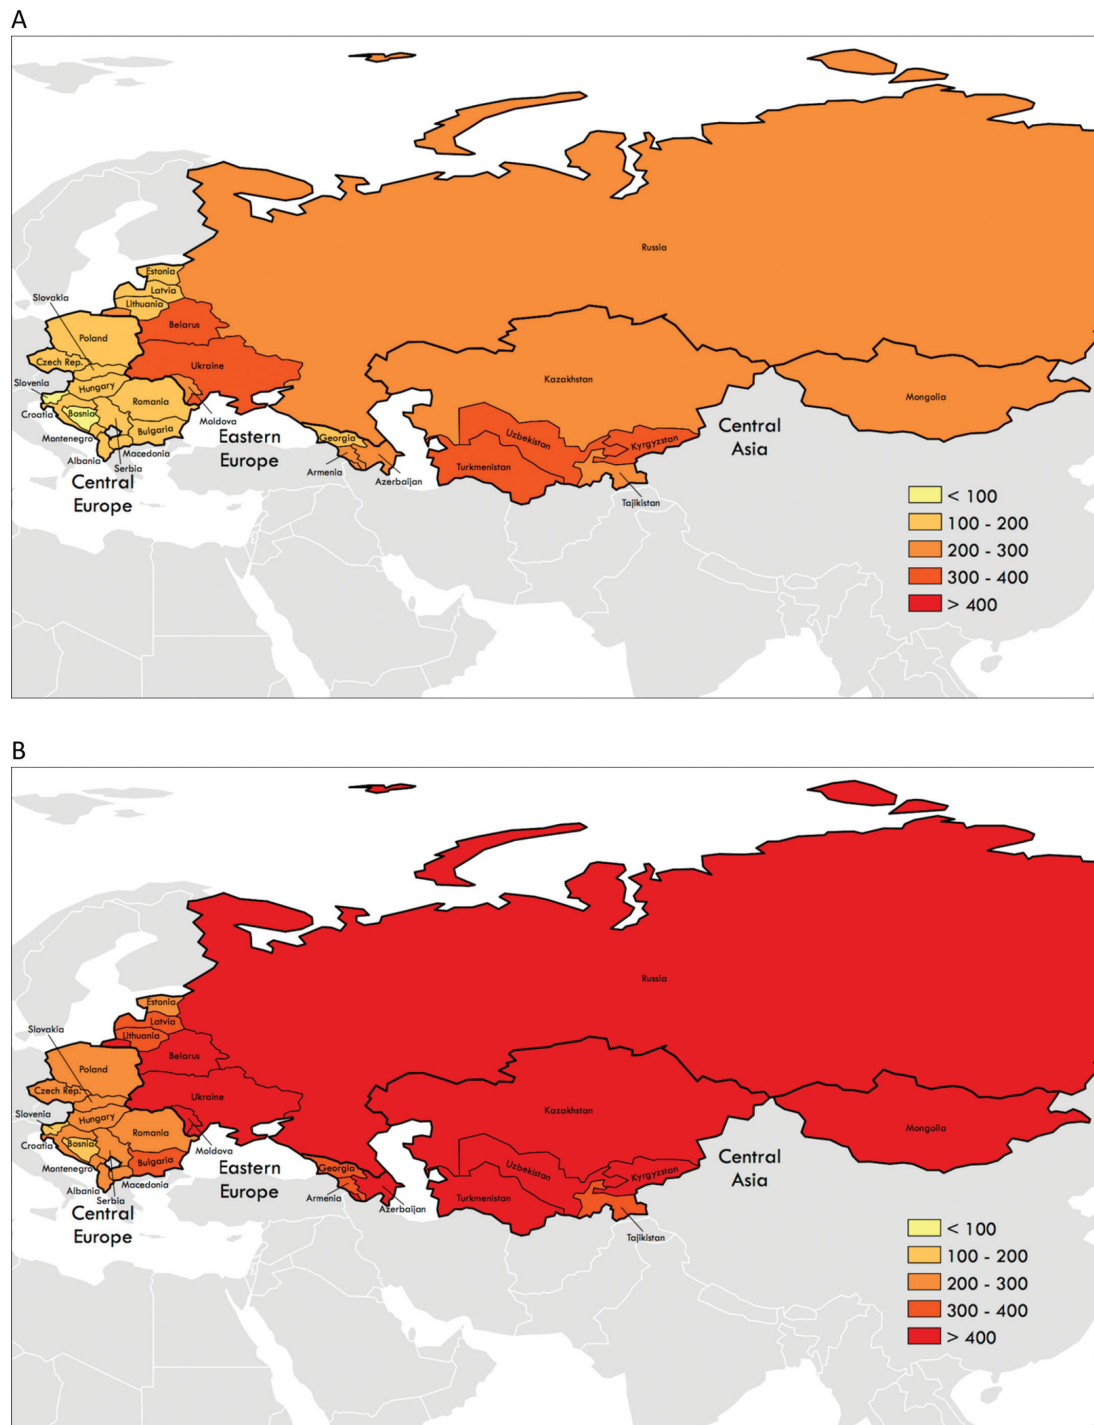 A
Russia
Estonia
Latvia
Lithuania
Slovakia
Belarus
Poland
Czech Rep.
Ukraine
Kazakhstan
Slovenia
Hungary
Mongolia
Romania
Croatia
Bosnia
Moldova
Bulgaria
Montenegro
Georgia
Uzbekistan
Kyrgyzstan
Eastern
Europe
Central
Asia
Macedonia
Albania
Serbia
Armenia
Azerbaijan
Turkmenistan
Central
Europe
Tajikistan
< 100
100 - 200
200 - 300
300 - 400
> 400
B
Russia
Estonia
Latvia
Slovakia
Lithuania
Belarus
Poland
Czech Rep.
Ukraine
Kazakhstan
Slovenia
Hungary
Mongolia
Romania
Croatia
Bosnia
Moldova
Bulgaria
Montenegro
Georgia
Uzbekistan
Kyrgyzstan
Eastern
Europe
Central
Asia
Macedonia
Albania
Serbia
Armenia
Azerbaijan
Turkmenistan
Central
Europe
Tajikistan
< 100
100 - 200
200 - 300
300 - 400
> 400